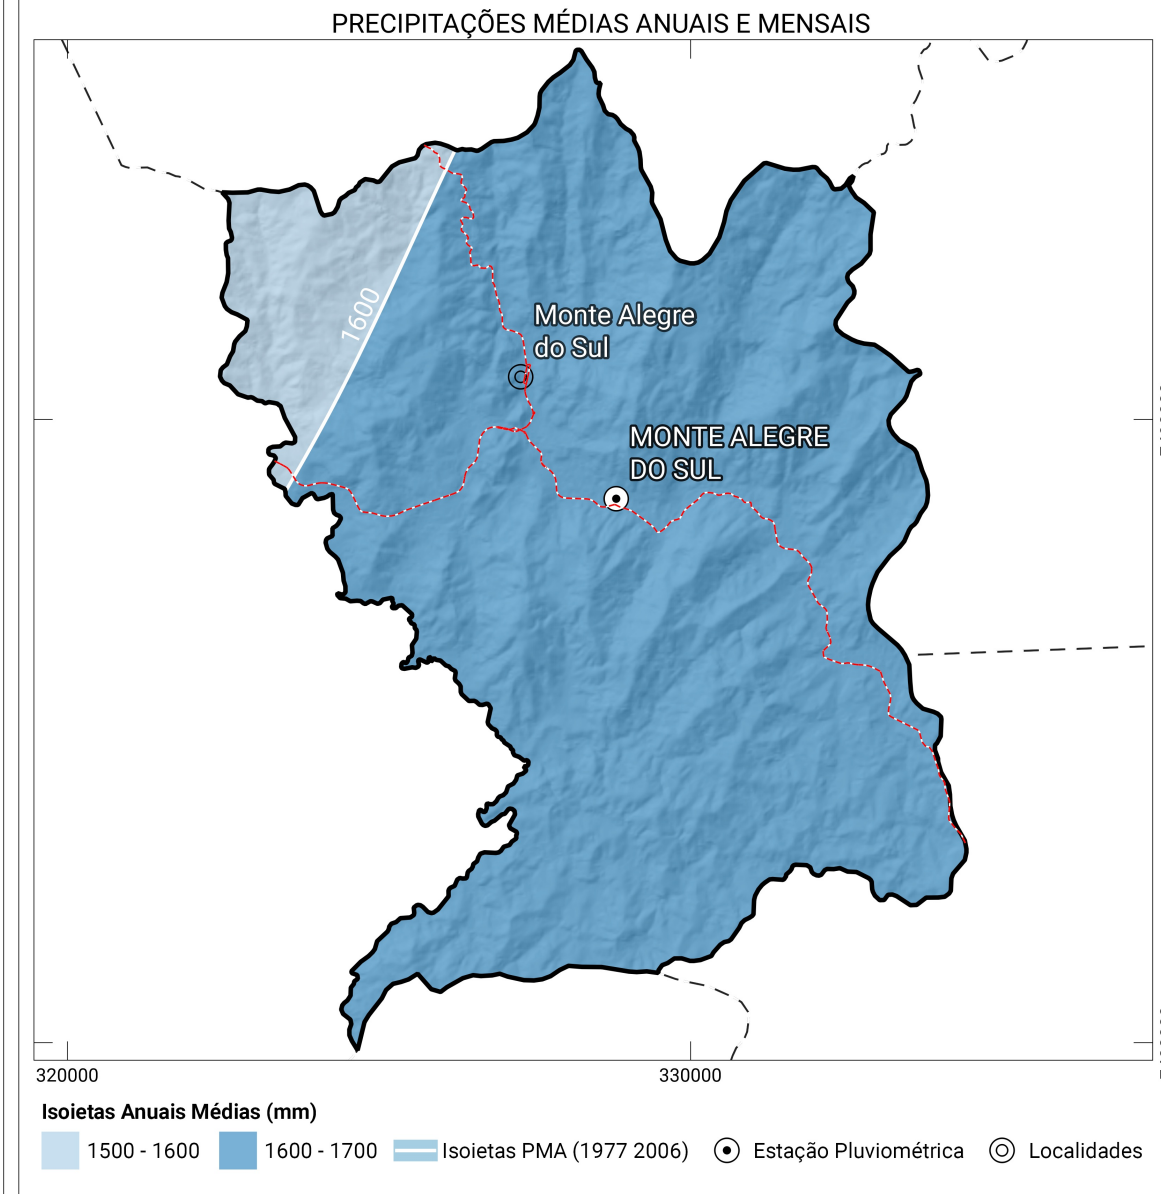 PRECIPITAÇÕES MÉDIAS ANUAIS E MENSAIS
1600
Monte Alegre
do Sul
MONTE ALEGRE
DO SUL
320000
330000
Isoietas Anuais Médias (mm)
1500 - 1600
1600 - 1700
Isoietas PMA (1977 2006)
Estação Pluviométrica
Localidades